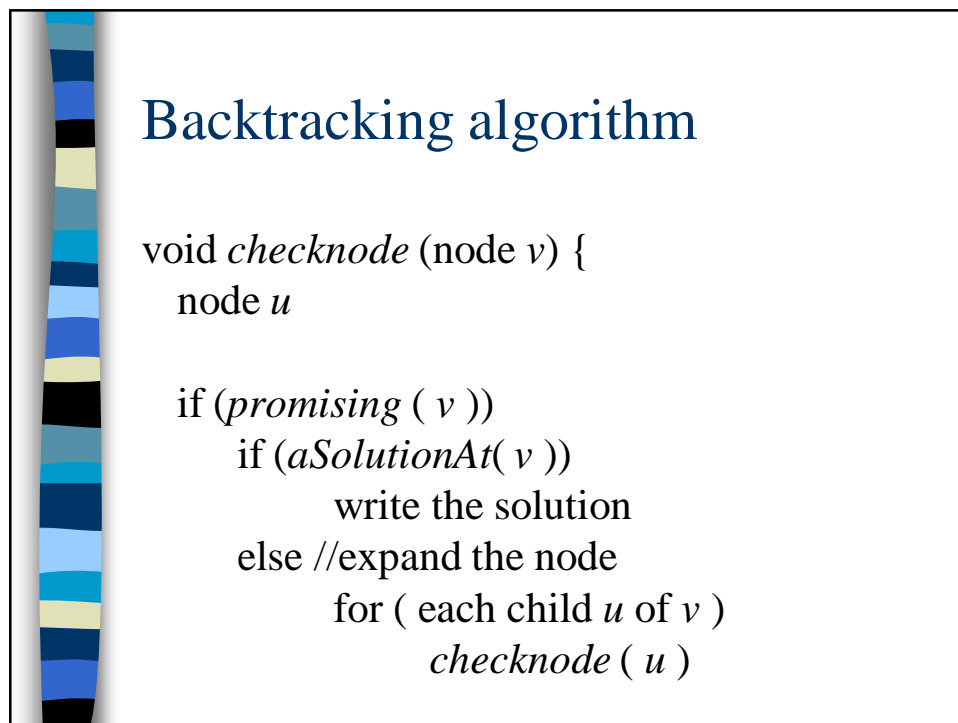 Backtracking algorithm
void checknode (node v) {
node u
if (promising ( v ))
if (aSolutionAt( v ))
write the solution
else //expand the node
for ( each child u of v )
checknode ( u )